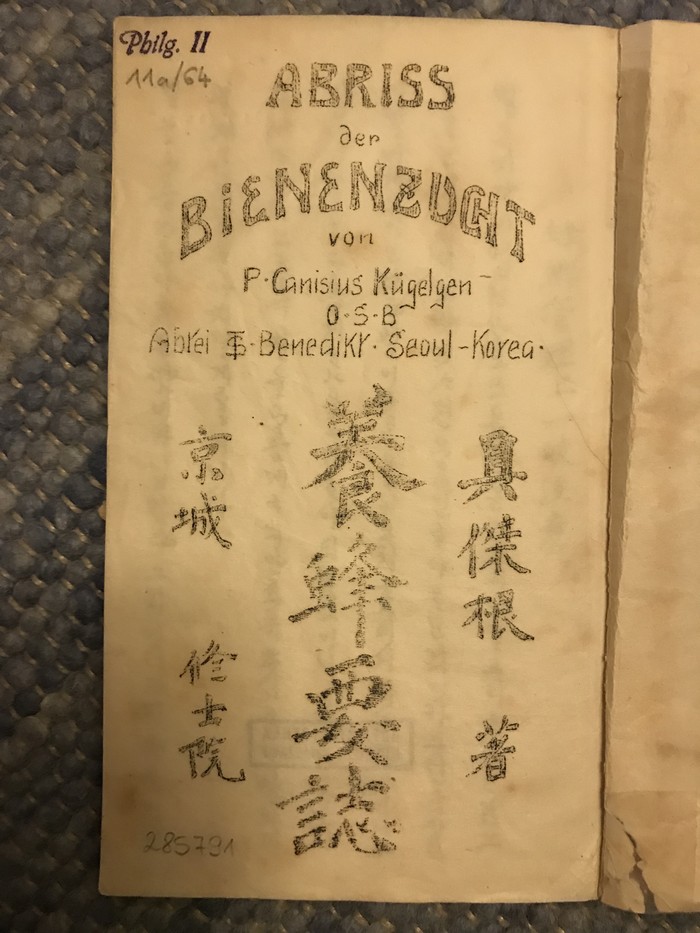 Philg. II
11a/64
ABRISS
der
BIENENZUCHT
von
P. Canisius Kügelgen
O.S.B
Abtei St. Benedikt. Seoul-Korea.
具傑根 著
養蜂要誌
京城 修士院
285791